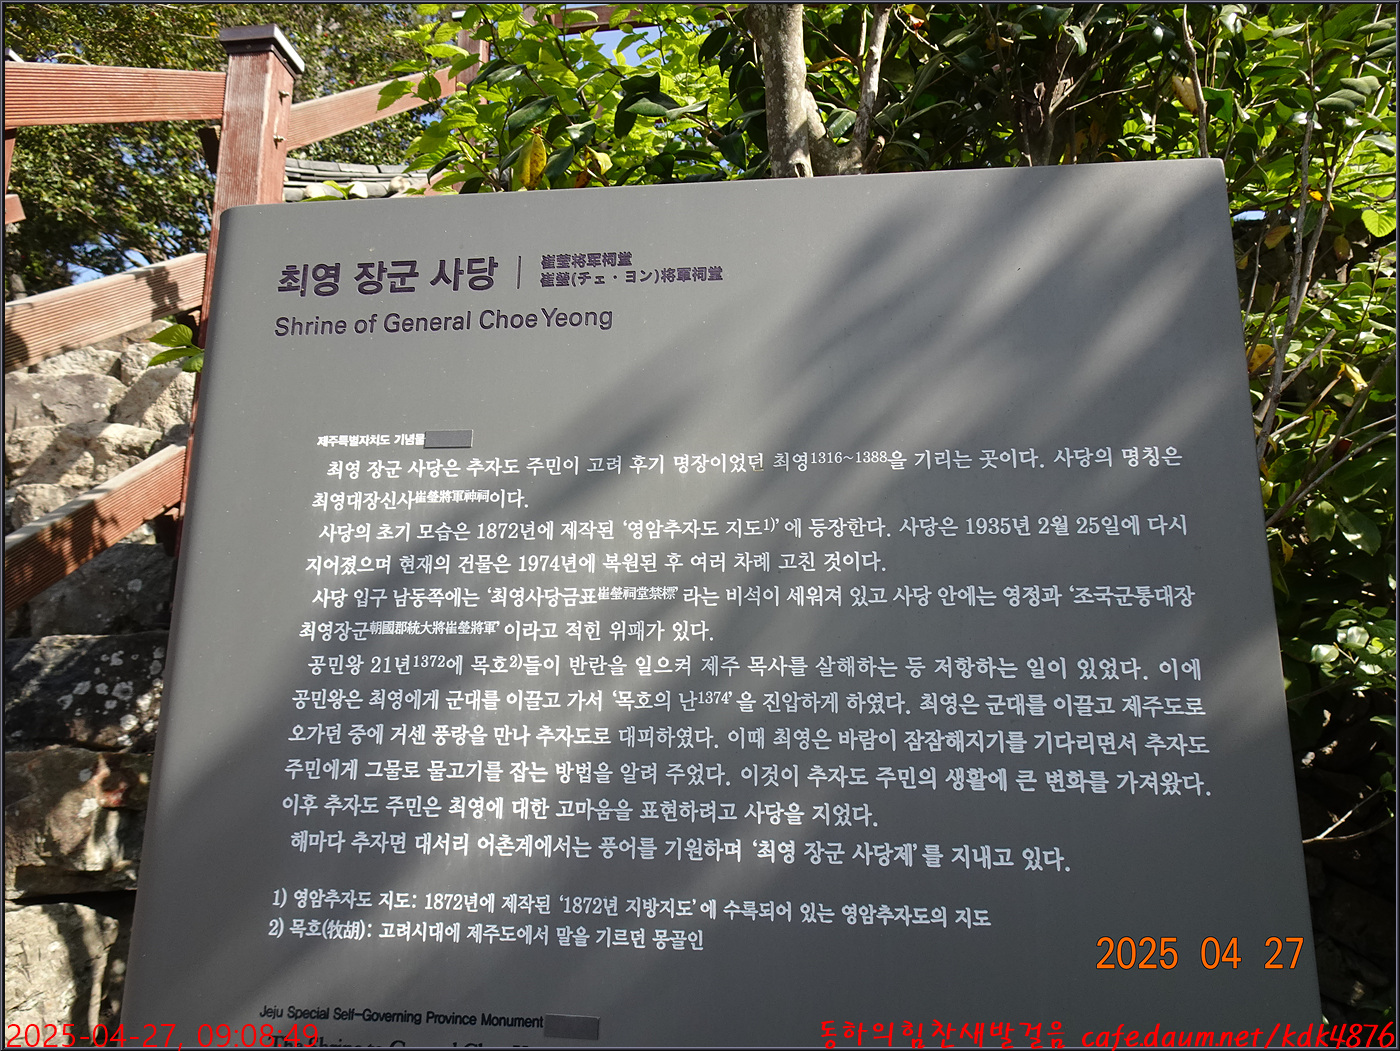 최영 장군 사당
崔莹将军祠堂
崔瑩(チェ・ヨン)将軍祠堂
Shrine of General Choe Yeong
제주특별자치도 기념물
최영 장군 사당은 추자도 주민이 고려 후기 명장이었던 최영1316~1388을 기리는 곳이다. 사당의 명칭은
최영대장신사崔瑩將軍神祠이다.
사당의 초기 모습은 1872년에 제작된 ‘영암추자도 지도1)’에 등장한다. 사당은 1935년 2월 25일에 다시
지어졌으며 현재의 건물은 1974년에 복원된 후 여러 차례 고친 것이다.
사당 입구 남동쪽에는 ‘최영사당금표崔瑩祠堂禁標’라는 비석이 세워져 있고 사당 안에는 영정과 ‘조국군통대장
최영장군朝國郡統大將崔瑩將軍’이라고 적힌 위패가 있다.
공민왕 21년1372에 목호2)들이 반란을 일으켜 제주 목사를 살해하는 등 저항하는 일이 있었다. 이에
공민왕은 최영에게 군대를 이끌고 가서 ‘목호의 난1374’을 진압하게 하였다. 최영은 군대를 이끌고 제주도로
오가던 중에 거센 풍랑을 만나 추자도로 대피하였다. 이때 최영은 바람이 잠잠해지기를 기다리면서 추자도
주민에게 그물로 물고기를 잡는 방법을 알려 주었다. 이것이 추자도 주민의 생활에 큰 변화를 가져왔다.
이후 추자도 주민은 최영에 대한 고마움을 표현하려고 사당을 지었다.
해마다 추자면 대서리 어촌계에서는 풍어를 기원하며 ‘최영 장군 사당제’를 지내고 있다.
1) 영암추자도 지도: 1872년에 제작된 ‘1872년 지방지도’에 수록되어 있는 영암추자도의 지도
2) 목호(牧胡): 고려시대에 제주도에서 말을 기르던 몽골인
2025 04 27
Jeju Special Self-Governing Province Monument
2025-04-27, 09:08:49
동하의힘찬새발걸음 cafe.daum.net/kdk4876